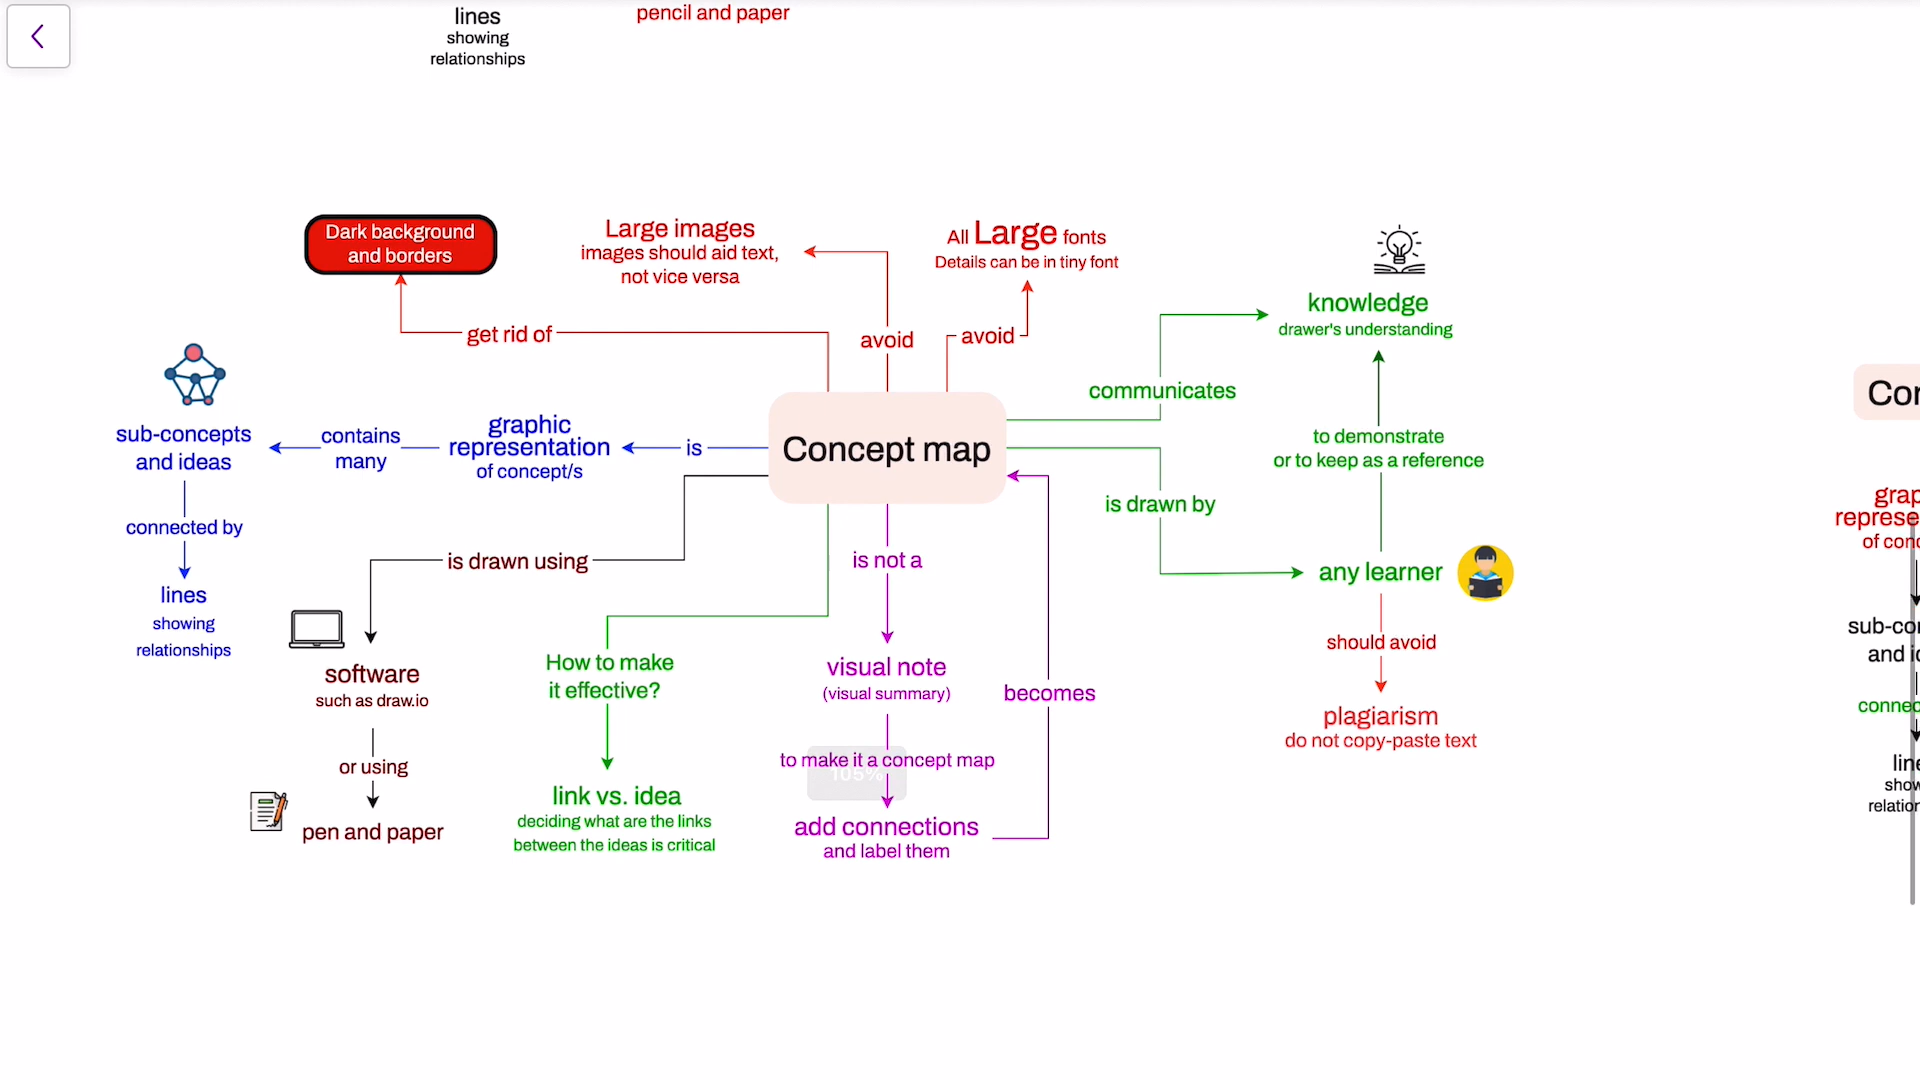 lines
showing
relationships
pencil and paper
Dark background
and borders
Large images
images should aid text,
not vice versa
All Large fonts
Details can be in tiny font
knowledge
drawer's understanding
get rid of
avoid
avoid
communicates
sub-concepts
and ideas
contains
many
graphic
representation
of concept/s
is
Concept map
to demonstrate
or to keep as a reference
is drawn by
connected by
lines
showing
relationships
is drawn using
is not a
any learner
should avoid
plagiarism
do not copy-paste text
software
such as draw.io
or using
pen and paper
How to make
it effective?
link vs. idea
deciding what are the links
between the ideas is critical
visual note
(visual summary)
becomes
to make it a concept map
105%
add connections
and label them
Cor
grap
represe
of conc
sub-co
and i
connec
line
show
relation